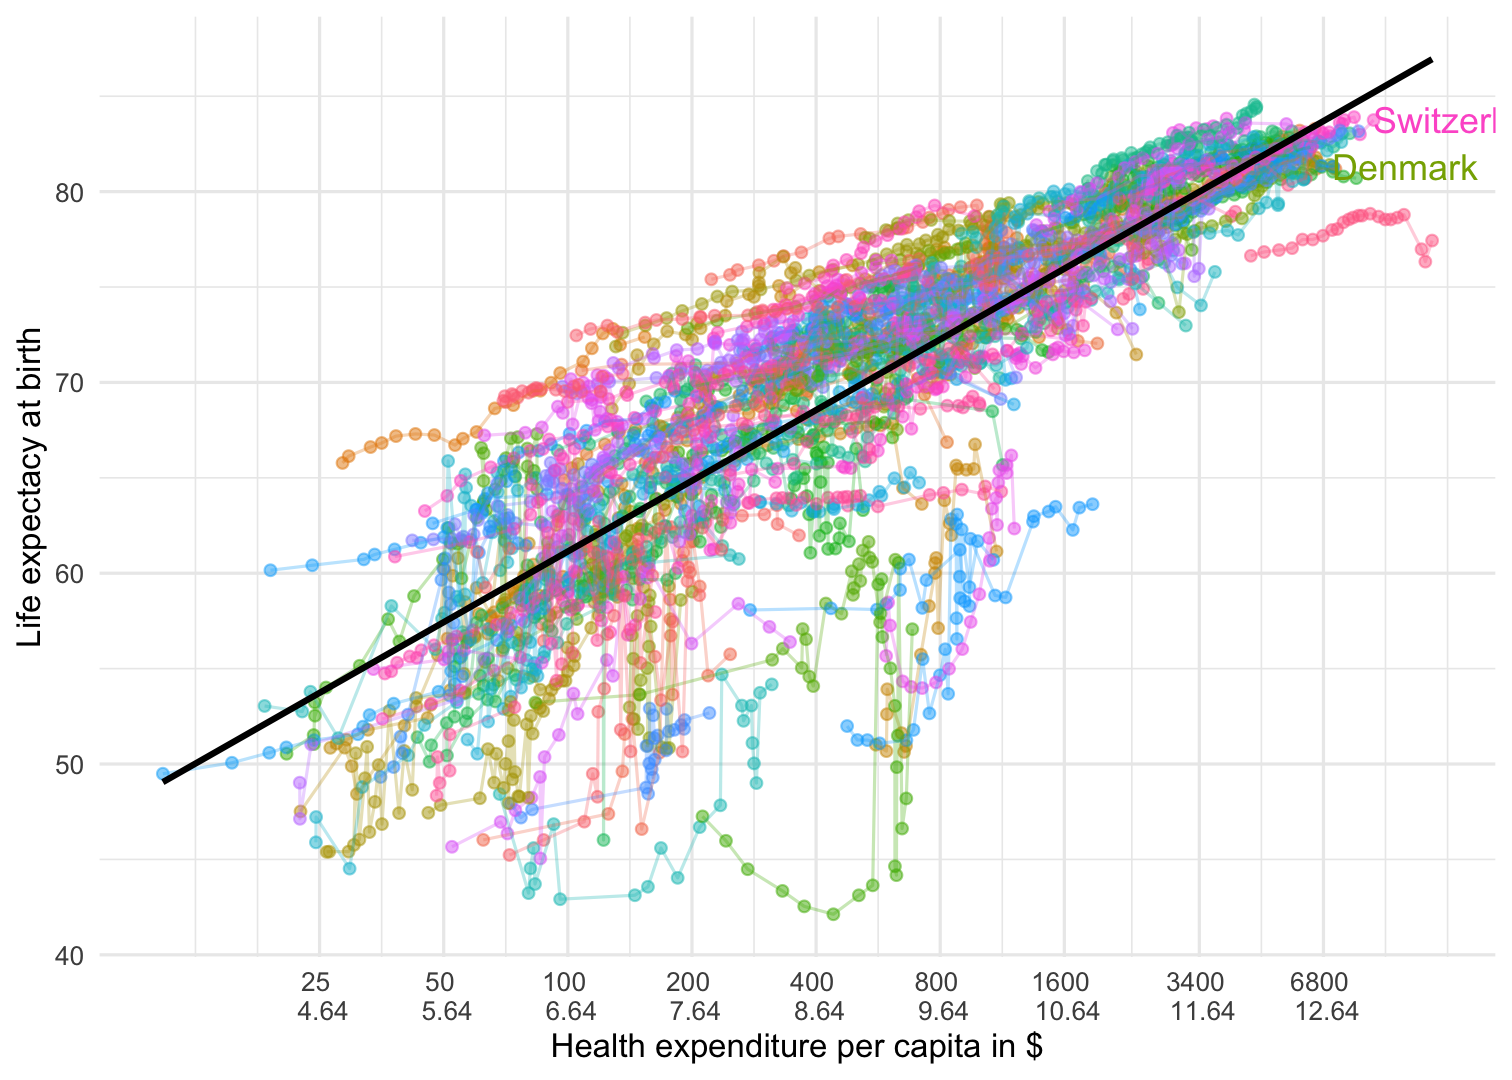 Switzerl
Denmark
80
70
60
50
40
Life expectacy at birth
25 50 100 200 400 800 1600 3400 6800
4.64 5.64 6.64 7.64 8.64 9.64 10.64 11.64 12.64
Health expenditure per capita in $